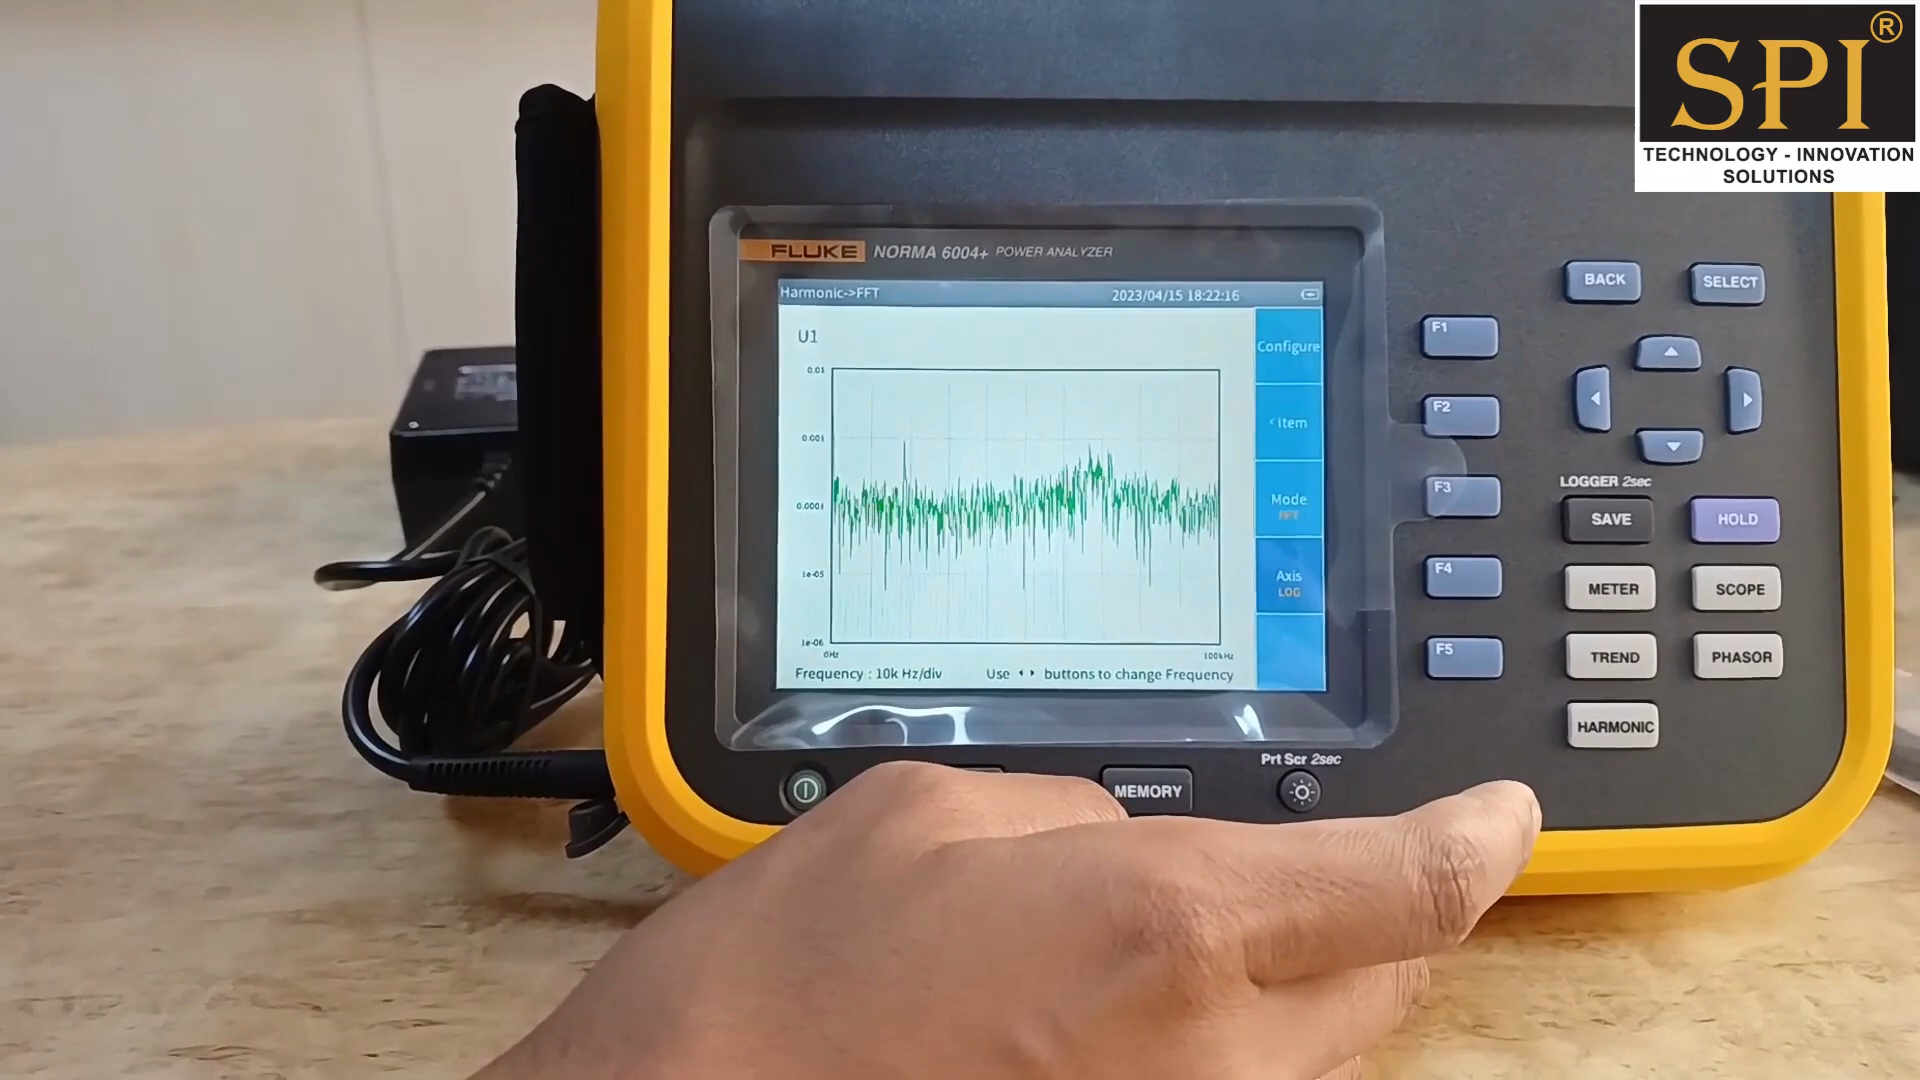 SPI®
TECHNOLOGY - INNOVATION
SOLUTIONS
FLUKE NORMA 6004+ POWER ANALYZER
Harmonic->FFT 2023/04/15 18:22:16
U1
0.01
0.001
0.0001
1e-05
1e-06
0Hz 100kHz
Frequency : 10k Hz/div Use buttons to change Frequency
Configure
‹ Item
Mode
FFT
Axis
LOG
F1
F2
F3
F4
F5
BACK SELECT
LOGGER 2sec
SAVE HOLD
METER SCOPE
TREND PHASOR
HARMONIC
Prt Scr 2sec
MEMORY